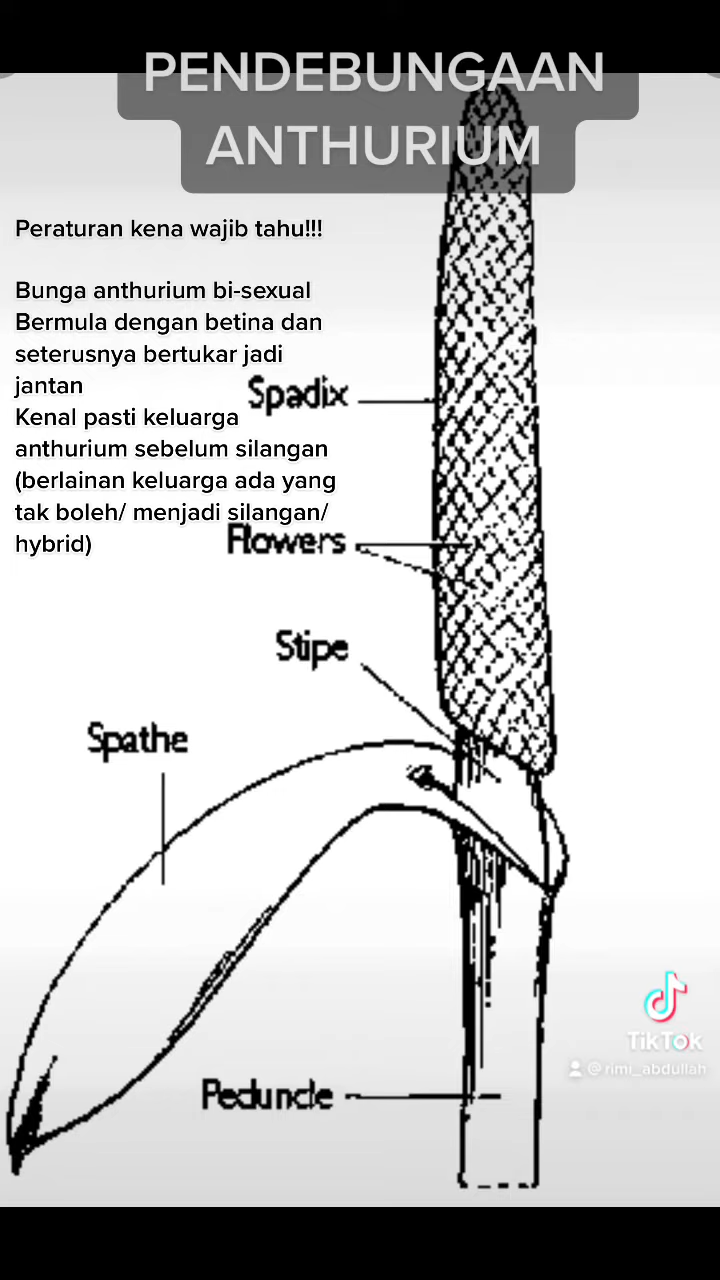 PENDEBUNGAAN
ANTHURIUM
Peraturan kena wajib tahu!!!
Bunga anthurium bi-sexual
Bermula dengan betina dan
seterusnya bertukar jadi
jantan
Kenal pasti keluarga
anthurium sebelum silangan
(berlainan keluarga ada yang
tak boleh/ menjadi silangan/
hybrid)
Spadix
Flowers
Stipe
Spathe
Peduncle
TikTok
@rimi_abdullah